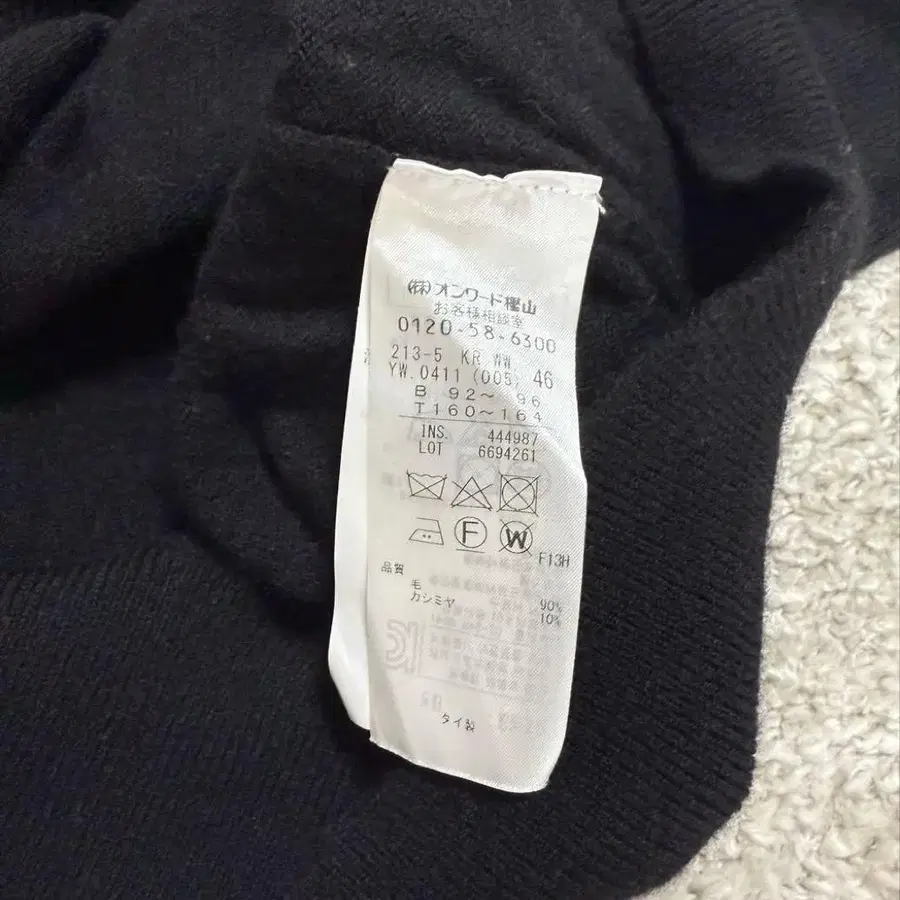 (株)オンワード樫山
お客様相談室
0120-58-6300
213-5 KR WW
YW.0411 (005) 46
B 92～ 96
T160～164
INS. 444987
LOT 6694261
F
W
F13H
品質
毛 90%
カシミヤ 10%
タイ製